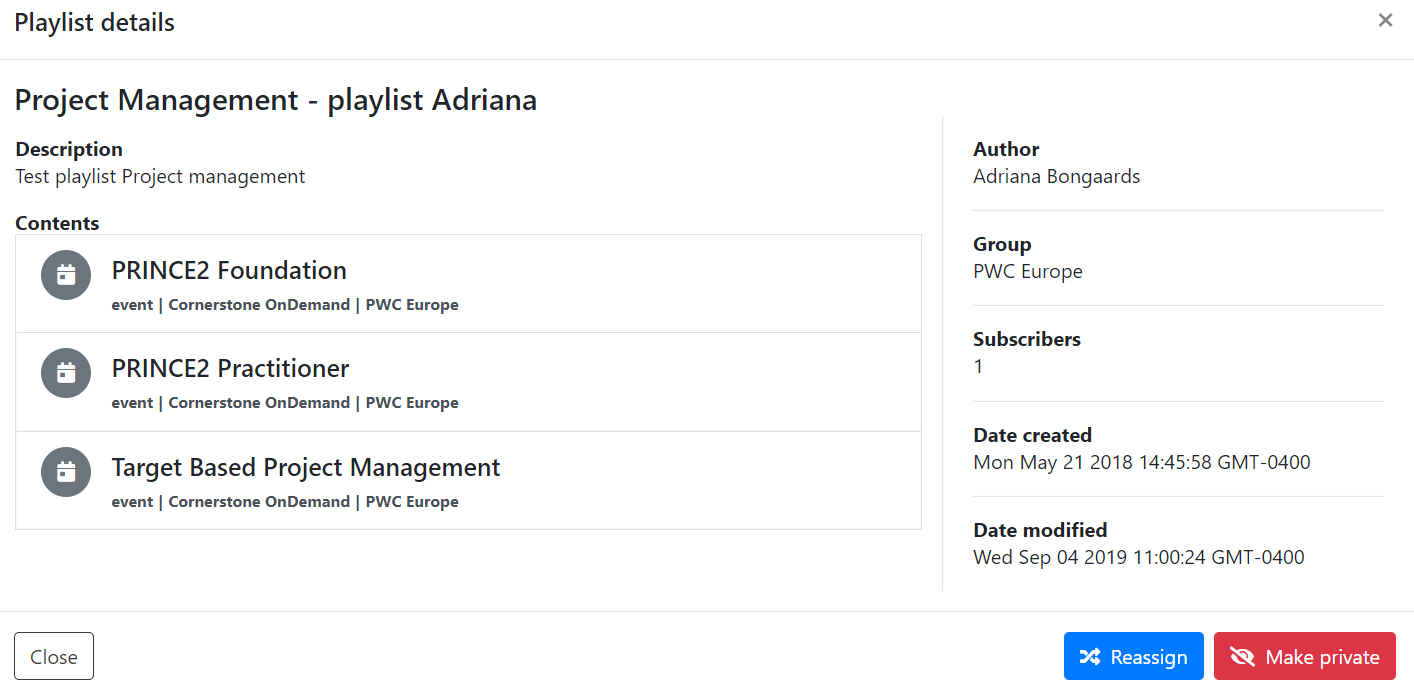 Playlist details
Project Management - playlist Adriana
Description
Test playlist Project management
Contents
PRINCE2 Foundation
event | Cornerstone OnDemand | PWC Europe
PRINCE2 Practitioner
event | Cornerstone OnDemand | PWC Europe
Target Based Project Management
event | Cornerstone OnDemand | PWC Europe
Author
Adriana Bongaards
Group
PWC Europe
Subscribers
1
Date created
Mon May 21 2018 14:45:58 GMT-0400
Date modified
Wed Sep 04 2019 11:00:24 GMT-0400
Close
Reassign
Make private